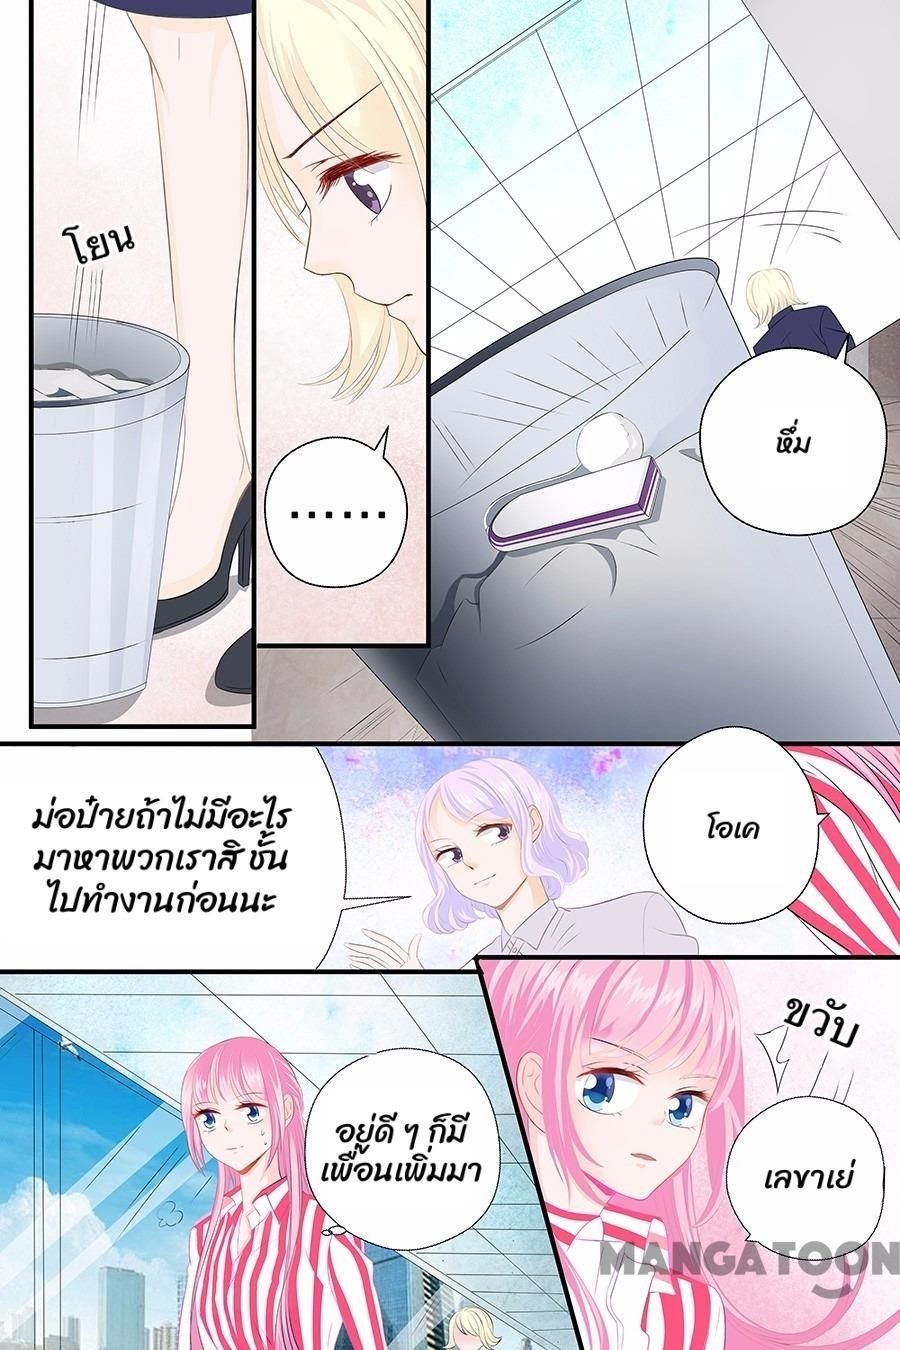 โยน
......
หึ่ม
ม่อป๋ายถ้าไม่มีอะไร
มาหาพวกเราสิ ชั้น
ไปทำงานก่อนนะ
โอเค
อยู่ดี ๆ ก็มี
เพื่อนเพิ่มมา
ขวับ
เลขาเย่
MANGATOON